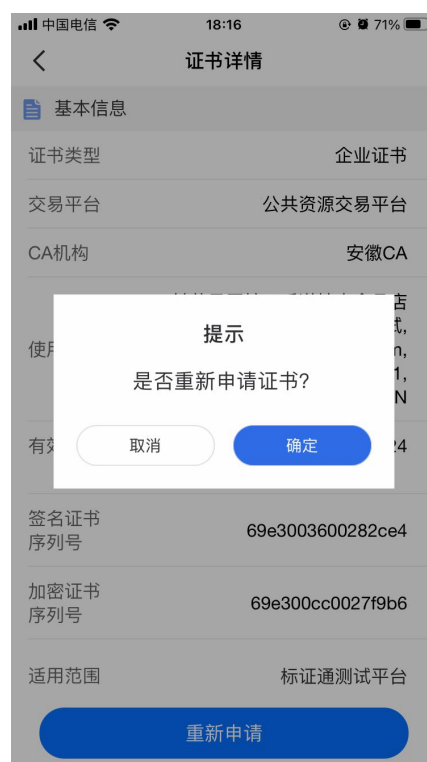 中国电信 18:16 71%
证书详情
基本信息
证书类型 企业证书
交易平台 公共资源交易平台
CA机构 安徽CA
店
提示
是否重新申请证书?
取消 确定
签名证书
序列号
69e3003600282ce4
加密证书
序列号
69e300cc0027f9b6
适用范围 标证通测试平台
重新申请